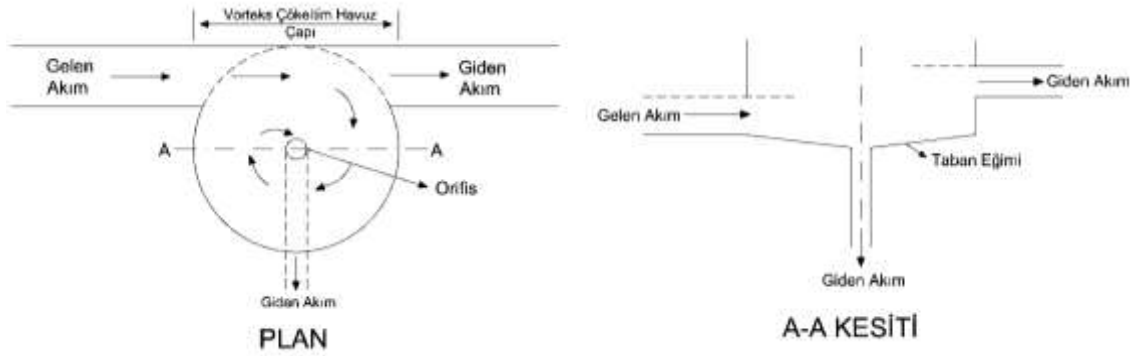 Vorteks Çökeltim Havuz
Çapı
Gelen
Akım
Giden
Akım
A
A
Orifis
Giden Akım
PLAN
Gelen Akım
Giden Akım
Taban Eğimi
Giden Akım
A-A KESİTİ